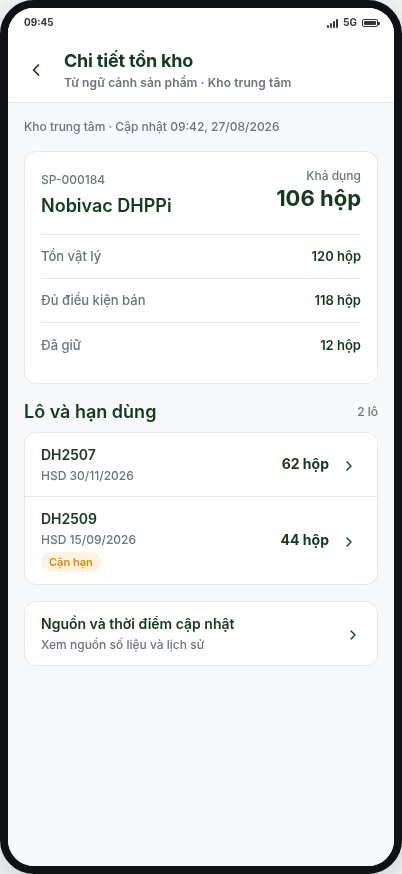 09:45
5G
Chi tiết tồn kho
Từ ngữ cảnh sản phẩm · Kho trung tâm
Kho trung tâm · Cập nhật 09:42, 27/08/2026
SP-000184
Khả dụng
Nobivac DHPPi
106 hộp
Tồn vật lý
120 hộp
Đủ điều kiện bán
118 hộp
Đã giữ
12 hộp
Lô và hạn dùng
2 lô
DH2507
HSD 30/11/2026
62 hộp
DH2509
HSD 15/09/2026
44 hộp
Cận hạn
Nguồn và thời điểm cập nhật
Xem nguồn số liệu và lịch sử